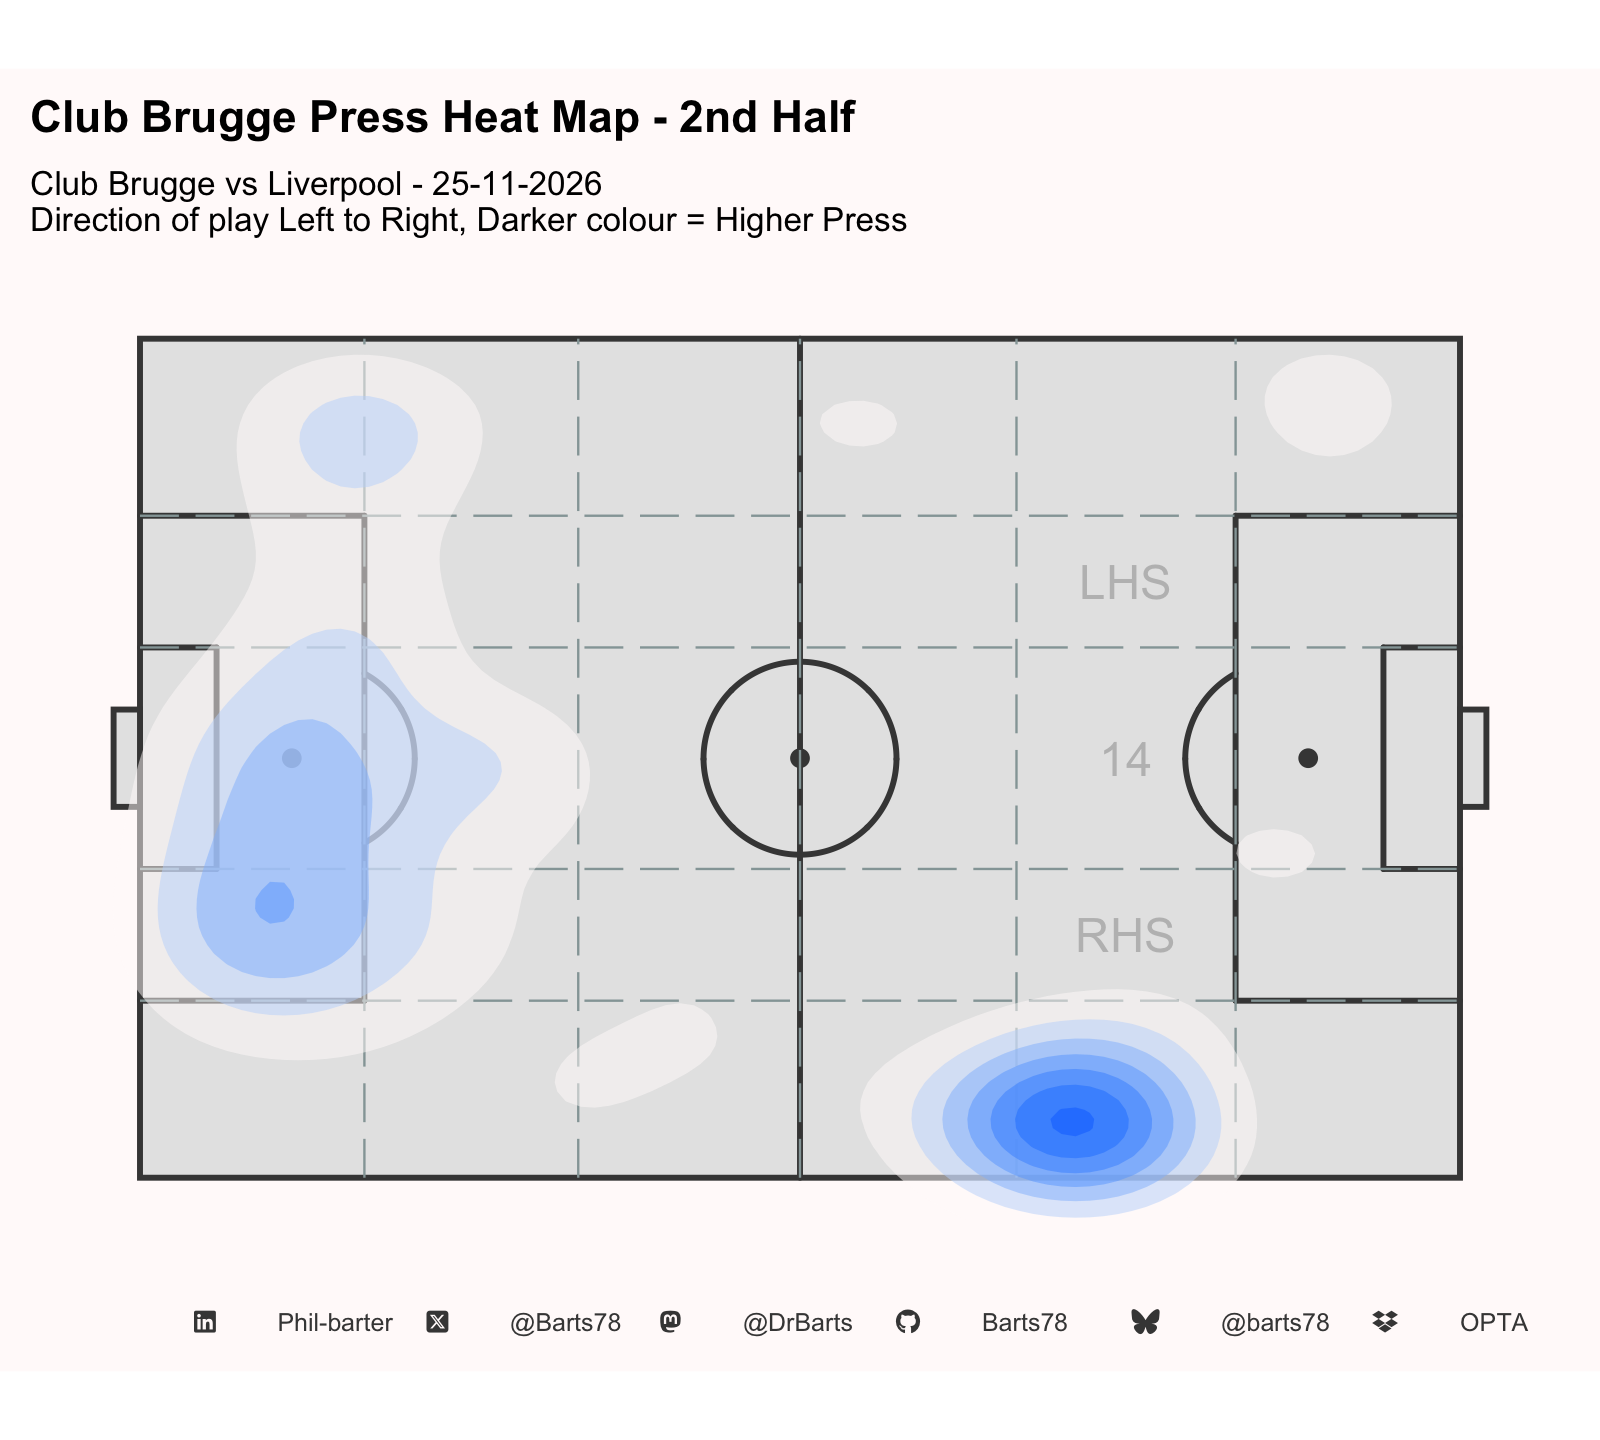 Club Brugge Press Heat Map - 2nd Half
Club Brugge vs Liverpool - 25-11-2026
Direction of play Left to Right, Darker colour = Higher Press
LHS
14
RHS
Phil-barter @Barts78 @DrBarts Barts78 @barts78 OPTA